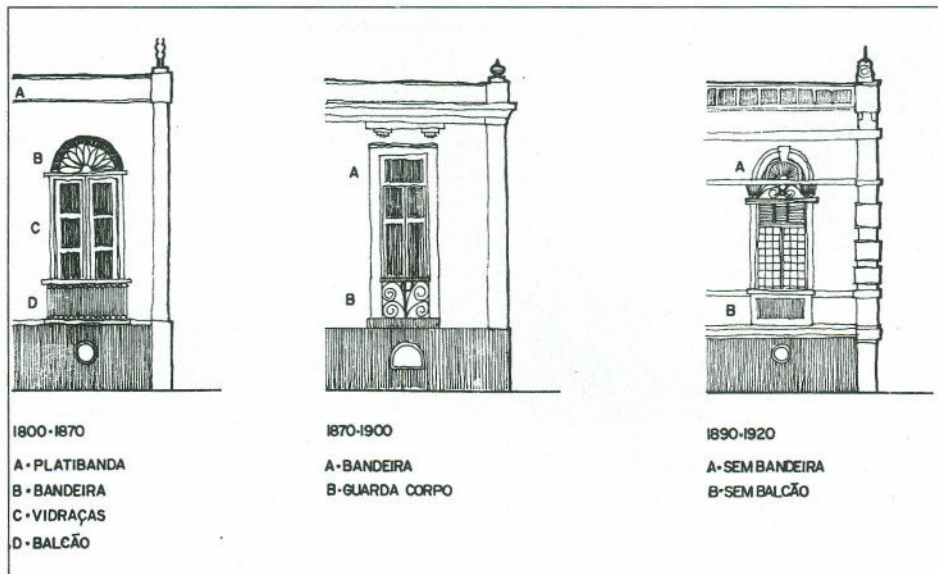 A
B
C
D
1800•1870
A•PLATIBANDA
B•BANDEIRA
C•VIDRAÇAS
D•BALCÃO
A
B
1870-1900
A-BANDEIRA
B-GUARDA CORPO
A
B
1890-1920
A-SEM BANDEIRA
B-SEM BALCÃO